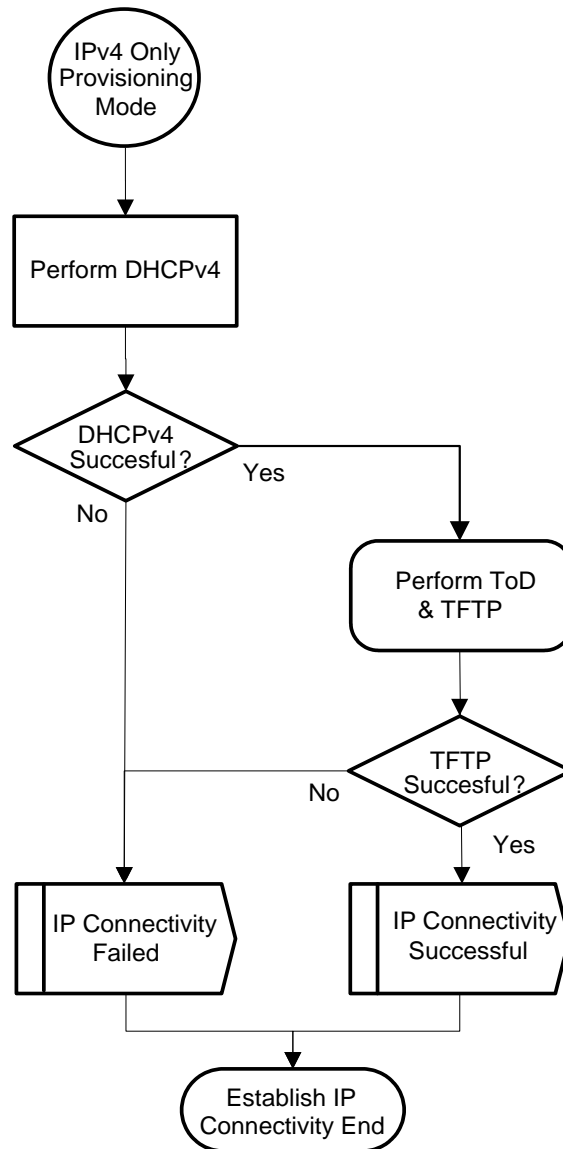 IPv4 Only
Provisioning
Mode
Perform DHCPv4
DHCPv4
Succesful?
Yes
No
Perform ToD
& TFTP
TFTP
Succesful?
No
Yes
IP Connectivity
Failed
IP Connectivity
Successful
Establish IP
Connectivity End